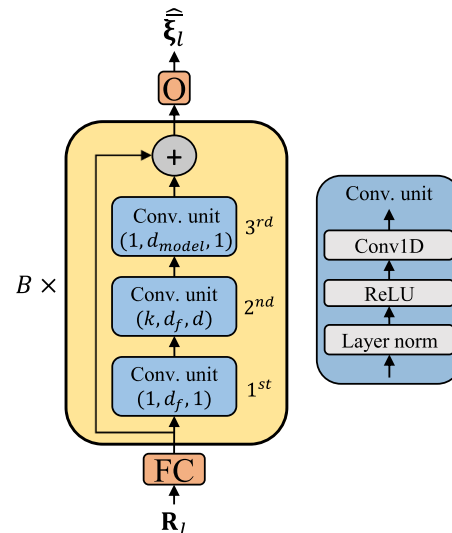 ξ̂̄_l
O
+
Conv. unit
(1, d_model, 1)
3^rd
B ×
Conv. unit
(k, d_f, d)
2^nd
Conv. unit
(1, d_f, 1)
1^st
FC
R_l
Conv. unit
Conv1D
ReLU
Layer norm